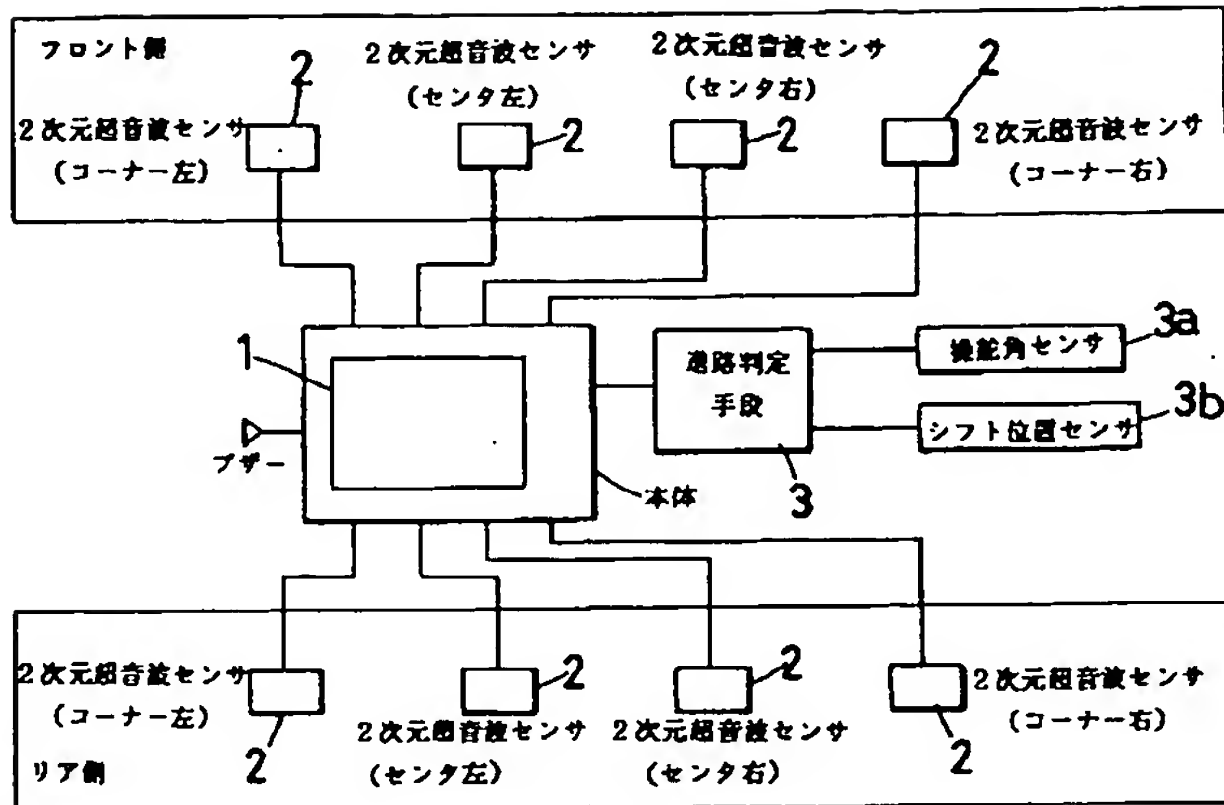 フロント側
2次元超音波センサ
(コーナー左)
2
2次元超音波センサ
(センタ左)
2
2次元超音波センサ
(センタ右)
2
2
2次元超音波センサ
(コーナー右)
1
ブザー
本体
進路判定
手段
3
操舵角センサ
3a
シフト位置センサ
3b
2次元超音波センサ
(コーナー左)
2
リア側
2
2次元超音波センサ
(センタ左)
2
2次元超音波センサ
(センタ右)
2
2次元超音波センサ
(コーナー右)